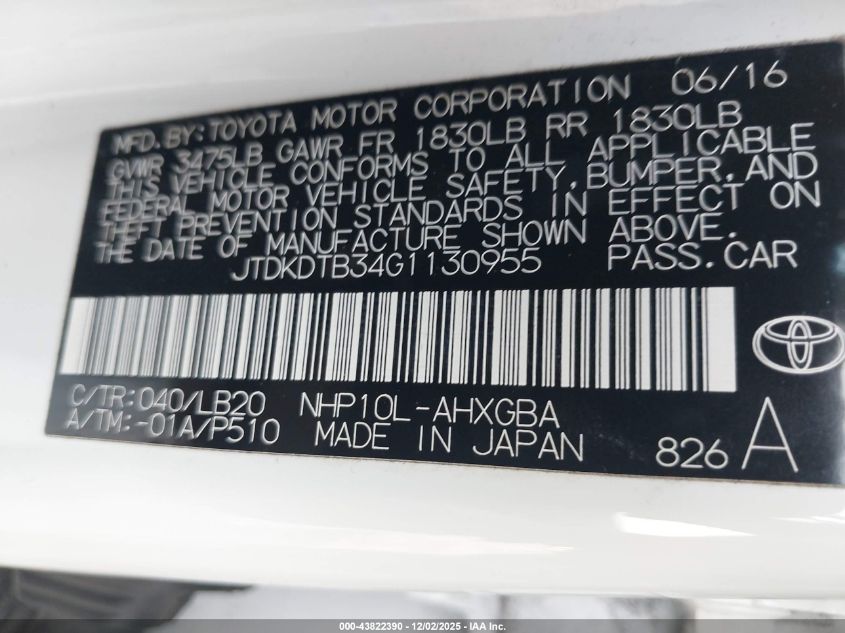 MFD.BY:TOYOTA MOTOR CORPORATION 06/16
GVWR 3475LB GAWR FR 1830LB RR 1830LB
THIS VEHICLE CONFORMS TO ALL APPLICABLE
FEDERAL MOTOR VEHICLE SAFETY,BUMPER,AND
THEFT PREVENTION STANDARDS IN EFFECT ON
THE DATE OF MANUFACTURE SHOWN ABOVE.
JTDKDTB34G1130955 PASS.CAR
C/TR:040/LB20 NHP10L-AHXGBA
A/TM:-01A/P510 MADE IN JAPAN 826 A
000-43822390 - 12/02/2025 - IAA Inc.